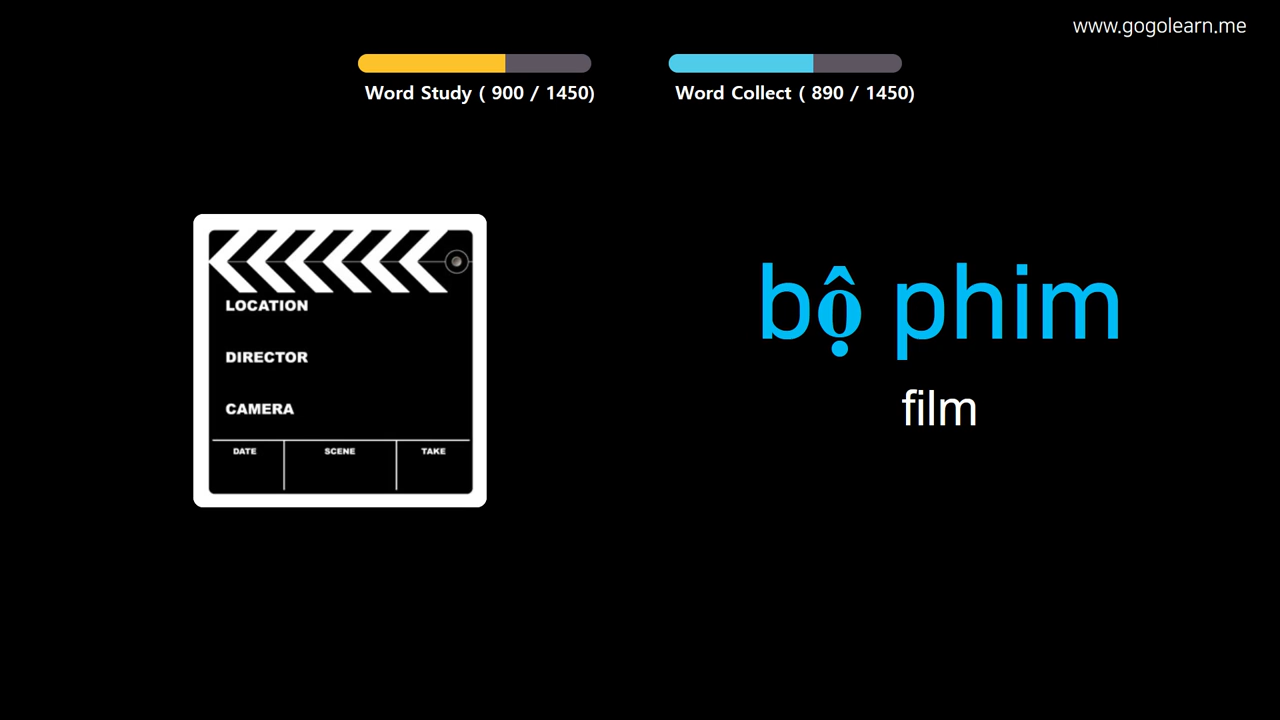 www.gogolearn.me
Word Study ( 900 / 1450)
Word Collect ( 890 / 1450)
LOCATION
DIRECTOR
CAMERA
DATE
SCENE
TAKE
bộ phim
film